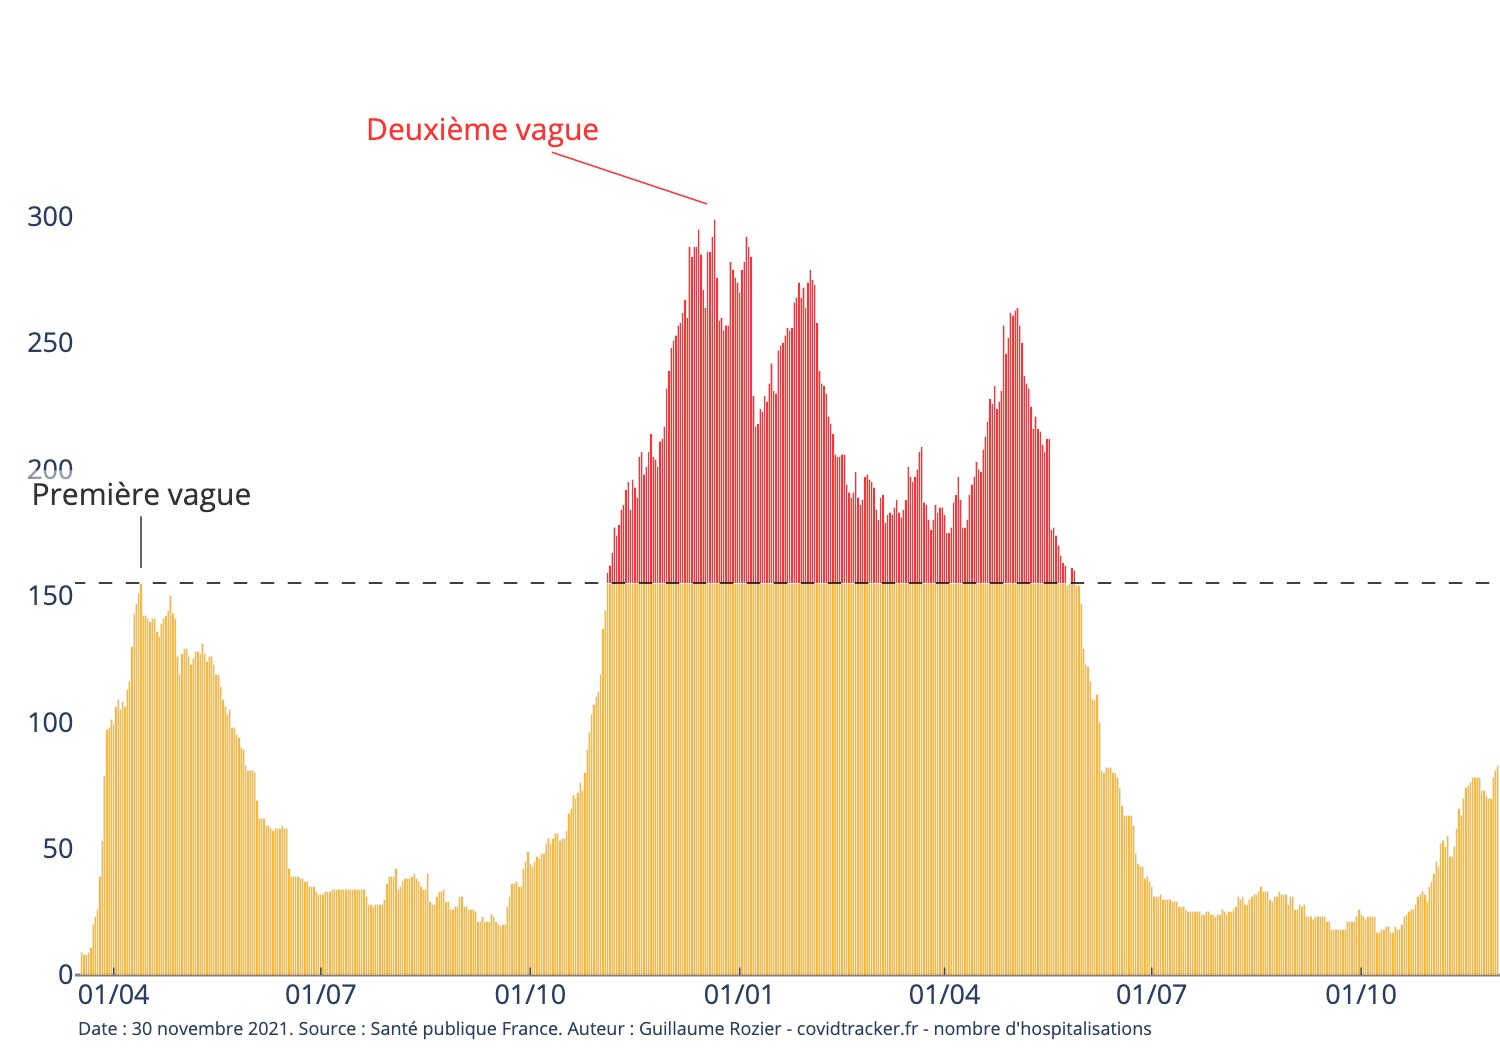 Deuxième vague
300
250
200
Première vague
150
100
50
0
01/04 01/07 01/10 01/01 01/04 01/07 01/10
Date : 30 novembre 2021. Source : Santé publique France. Auteur : Guillaume Rozier - covidtracker.fr - nombre d'hospitalisations